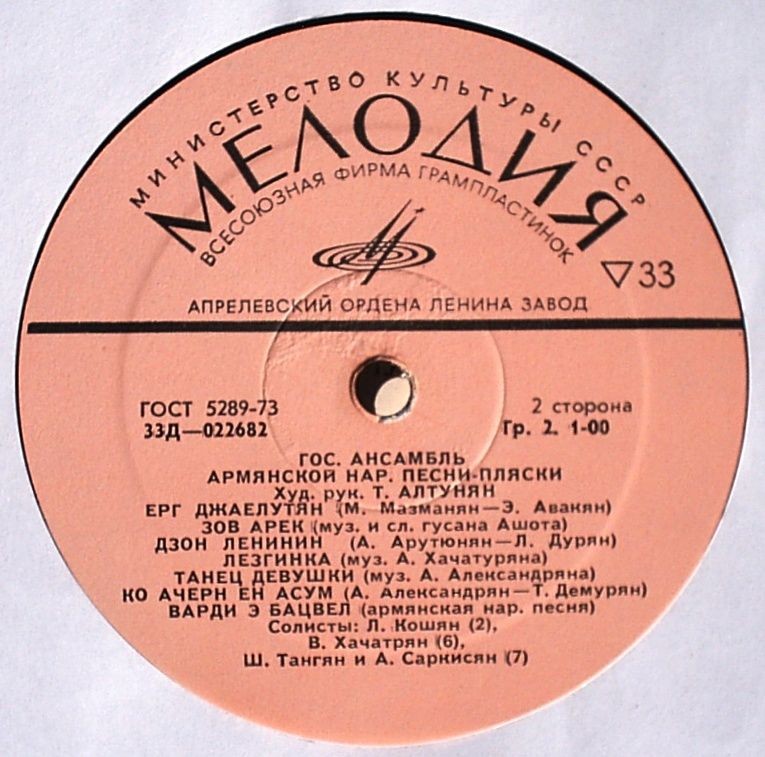 МИНИСТЕРСТВО КУЛЬТУРЫ СССР
МЕЛОДИЯ
ВСЕСОЮЗНАЯ ФИРМА ГРАМПЛАСТИНОК
▽33
АПРЕЛЕВСКИЙ ОРДЕНА ЛЕНИНА ЗАВОД
ГОСТ 5289-73
2 сторона
33Д—022682
Гр. 2. 1-00
ГОС. АНСАМБЛЬ
АРМЯНСКОЙ НАР. ПЕСНИ-ПЛЯСКИ
Худ. рук. Т. АЛТУНЯН
ЕРГ ДЖАЕЛУТЯН (М. Мазманян—Э. Авакян)
ЗОВ АРЕК (муз. и сл. гусана Ашота)
ДЗОН ЛЕНИНИН (А. Арутюнян—Л. Дурян)
ЛЕЗГИНКА (муз. А. Хачатуряна)
ТАНЕЦ ДЕВУШКИ (муз. А. Александряна)
КО АЧЕРН ЕН АСУМ (А. Александрян—Т. Демурян)
ВАРДИ Э БАЦВЕЛ (армянская нар. песня)
Солисты: Л. Кошян (2),
В. Хачатрян (6),
Ш. Тангян и А. Саркисян (7)